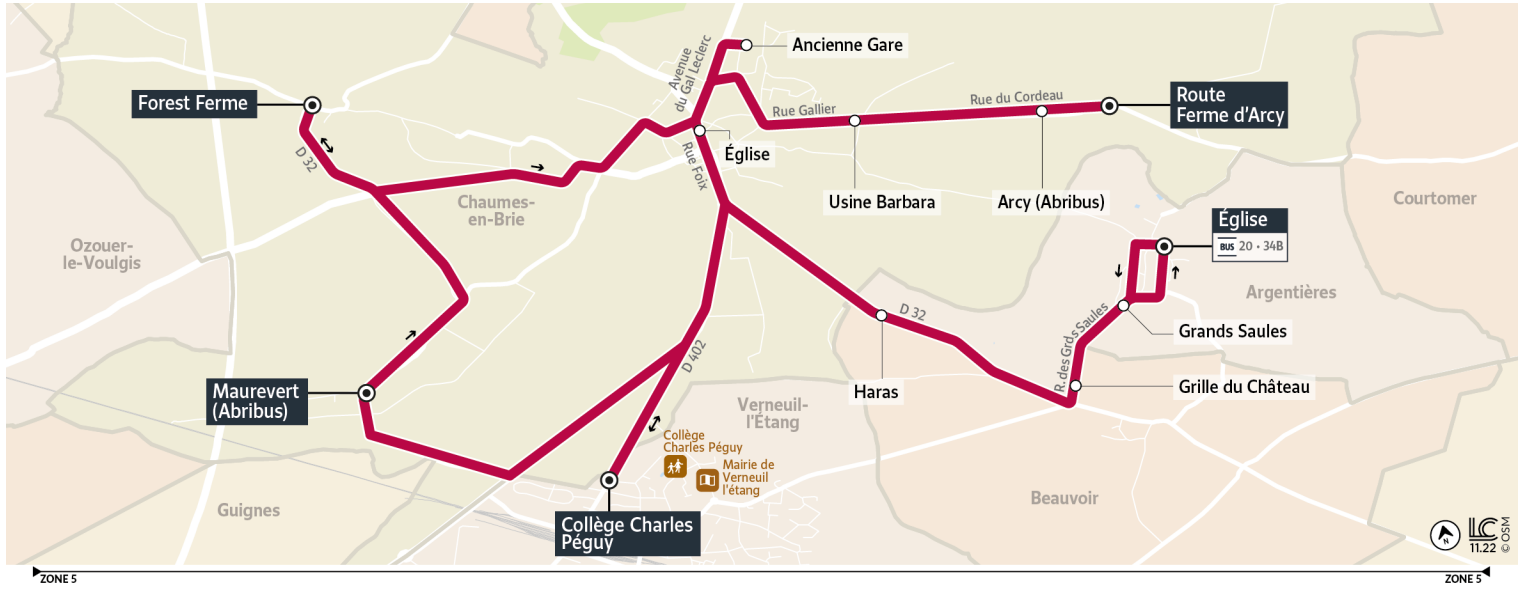 Ancienne Gare
Avenue
du Gal Leclerc
Forest Ferme
Route
Ferme d'Arcy
Rue Gallier
Rue du Cordeau
D 32
Rue Foix
Église
Usine Barbara
Arcy (Abribus)
Chaumes-
en-Brie
Courtomer
Église
BUS 20 • 34B
Ozouer-
le-Voulgis
Argentières
D 32
R. des Grds Saules
Grands Saules
D 402
Maurevert
(Abribus)
Haras
Grille du Château
Verneuil-
l'Étang
Collège
Charles Péguy
Mairie de
Verneuil
l'étang
Beauvoir
Guignes
Collège Charles
Péguy
N
LC
11.22
© OSM
ZONE 5
ZONE 5